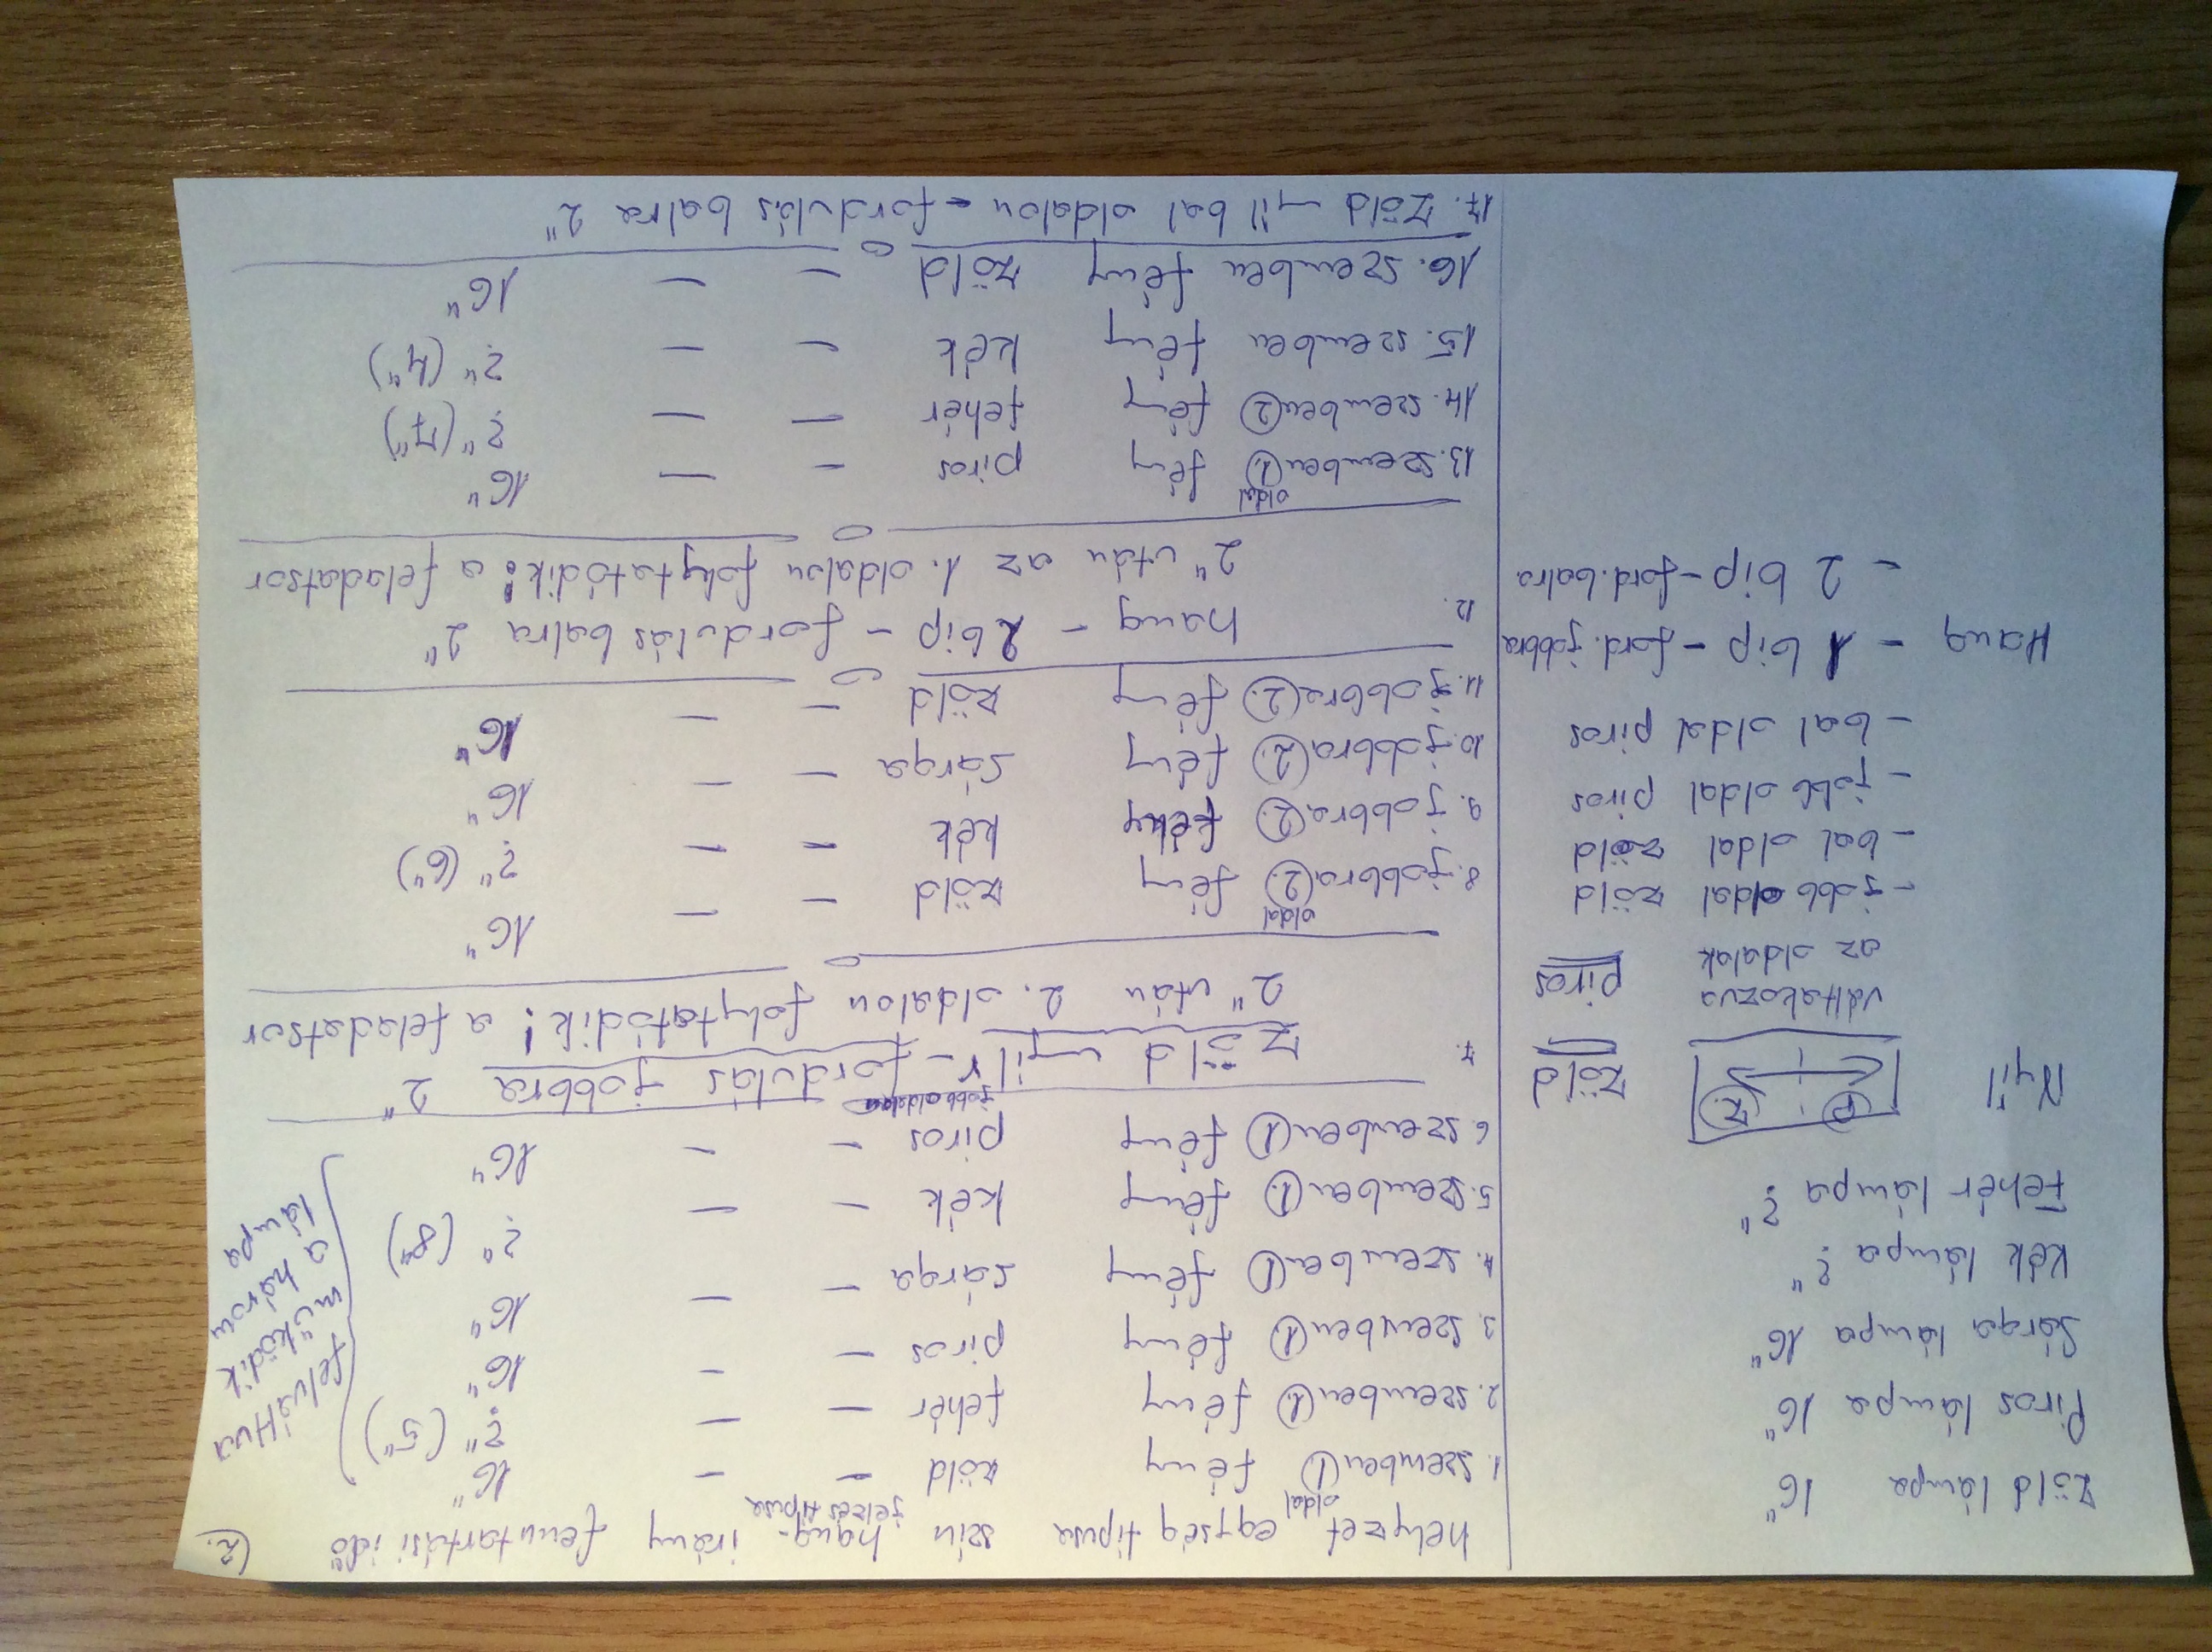 Zöld lámpa 16"
Piros lámpa 16"
Sárga lámpa 16"
Kék lámpa ?"
Fehér lámpa ?"
Nyíl P Z. zöld
váltakozva piros
az oldalak
- jobb oldal zöld
- bal oldal zöld
- jobb oldal piros
- bal oldal piros
Hang - 1 bip - ford. jobbra
- 2 bip - ford. balra
2.
helyzet egység típusa szín hang- irány fenntartási idő
jelzés típusa
oldal
1. szemben 1. fény zöld - - 16"
2. szemben 1. fény fehér - - ?" (5")
3. szemben 1. fény piros - - 16"
4. szemben 1 fény sárga - - 16"
5. szemben 1. fény kék - - ?" (8")
6. szemben 1 fény piros - - 16"
felváltva
működik
a három
lámpa
jobb oldalon
7. Zöld nyíl - fordulás jobbra 2"
2" után 2. oldalon folytatódik! a feladatsor
oldal
8. jobbra 2. fény zöld - - 16"
9. jobbra 2. fény kék - - ?" (6")
10. jobbra 2. fény sárga - - 16"
11. jobbra 2. fény zöld - - 16"
12. hang - 2 bip - fordulás balra 2"
2" után az 1. oldalon folytatódik! a feladatsor
oldal
13. szemben 1. fény piros - - 16"
14. szemben 2 fény fehér - - ?" (7")
15. szemben fény kék - - ?" (4")
16. szemben fény zöld - - 16"
17. Zöld nyíl bal oldalon - fordulás balra 2"